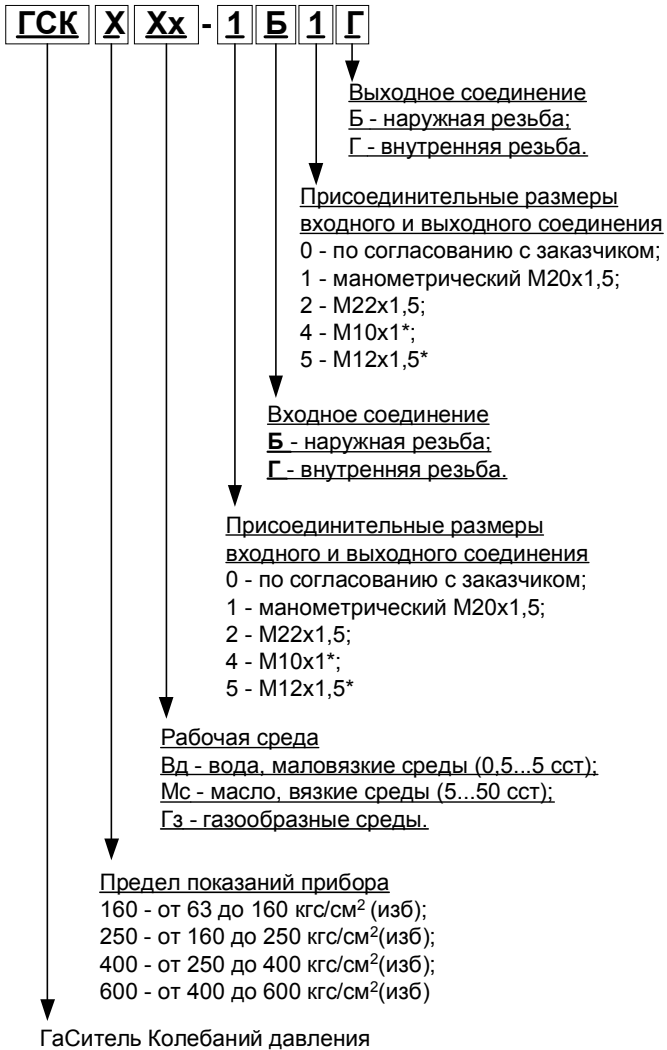 ГСК Х Хх - 1 Б 1 Г
Выходное соединение
Б - наружная резьба;
Г - внутренняя резьба.
Присоединительные размеры
входного и выходного соединения
0 - по согласованию с заказчиком;
1 - манометрический М20х1,5;
2 - М22х1,5;
4 - М10х1*;
5 - М12х1,5*
Входное соединение
Б - наружная резьба;
Г - внутренняя резьба.
Присоединительные размеры
входного и выходного соединения
0 - по согласованию с заказчиком;
1 - манометрический М20х1,5;
2 - М22х1,5;
4 - М10х1*;
5 - М12х1,5*
Рабочая среда
Вд - вода, маловязкие среды (0,5...5 сст);
Мс - масло, вязкие среды (5...50 сст);
Гз - газообразные среды.
Предел показаний прибора
160 - от 63 до 160 кгс/см² (изб);
250 - от 160 до 250 кгс/см²(изб);
400 - от 250 до 400 кгс/см²(изб);
600 - от 400 до 600 кгс/см²(изб)
ГаСитель Колебаний давления